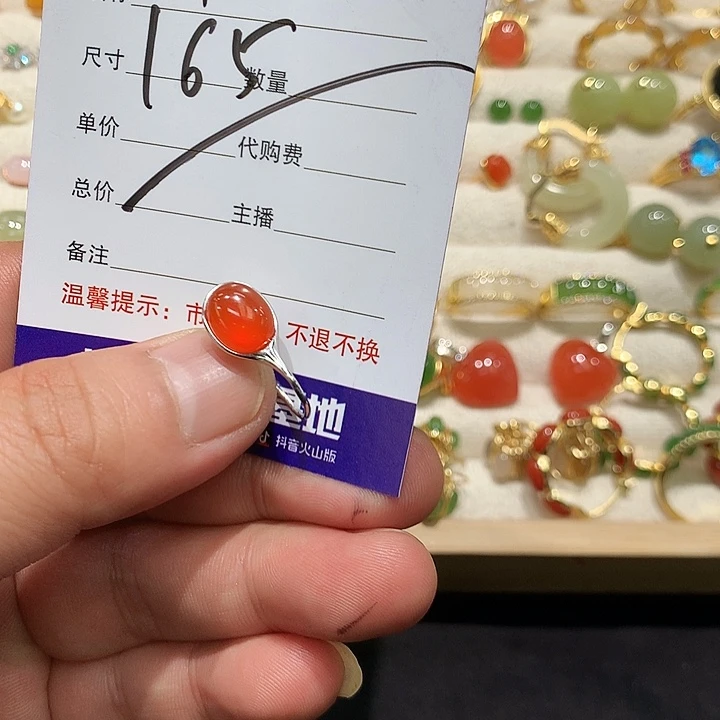 尺寸 165 数量
单价 代购费
总价 主播
备注
温馨提示：市 不退不换
基地
抖音火山版